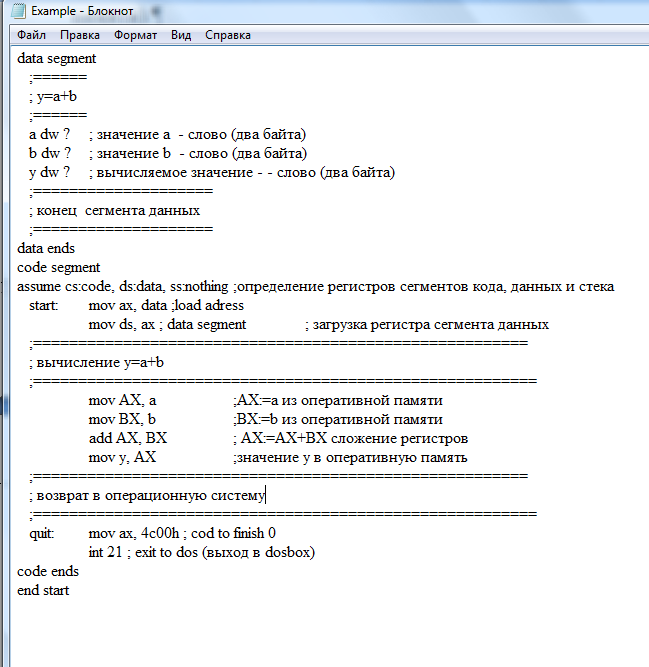 Example - Блокнот
Файл Правка Формат Вид Справка
data segment
;======
; y=a+b
;======
a dw ? ; значение a - слово (два байта)
b dw ? ; значение b - слово (два байта)
y dw ? ; вычисляемое значение - - слово (два байта)
;====================
; конец сегмента данных
;====================
data ends
code segment
assume cs:code, ds:data, ss:nothing ;определение регистров сегментов кода, данных и стека
start: mov ax, data ;load adress
mov ds, ax ; data segment ; загрузка регистра сегмента данных
;=======================================================
; вычисление y=a+b
;========================================================
mov AX, a ;AX:=a из оперативной памяти
mov BX, b ;BX:=b из оперативной памяти
add AX, BX ; AX:=AX+BX сложение регистров
mov y, AX ;значение y в оперативную память
;=======================================================
; возврат в операционную систему
;========================================================
quit: mov ax, 4c00h ; cod to finish 0
int 21 ; exit to dos (выход в dosbox)
code ends
end start